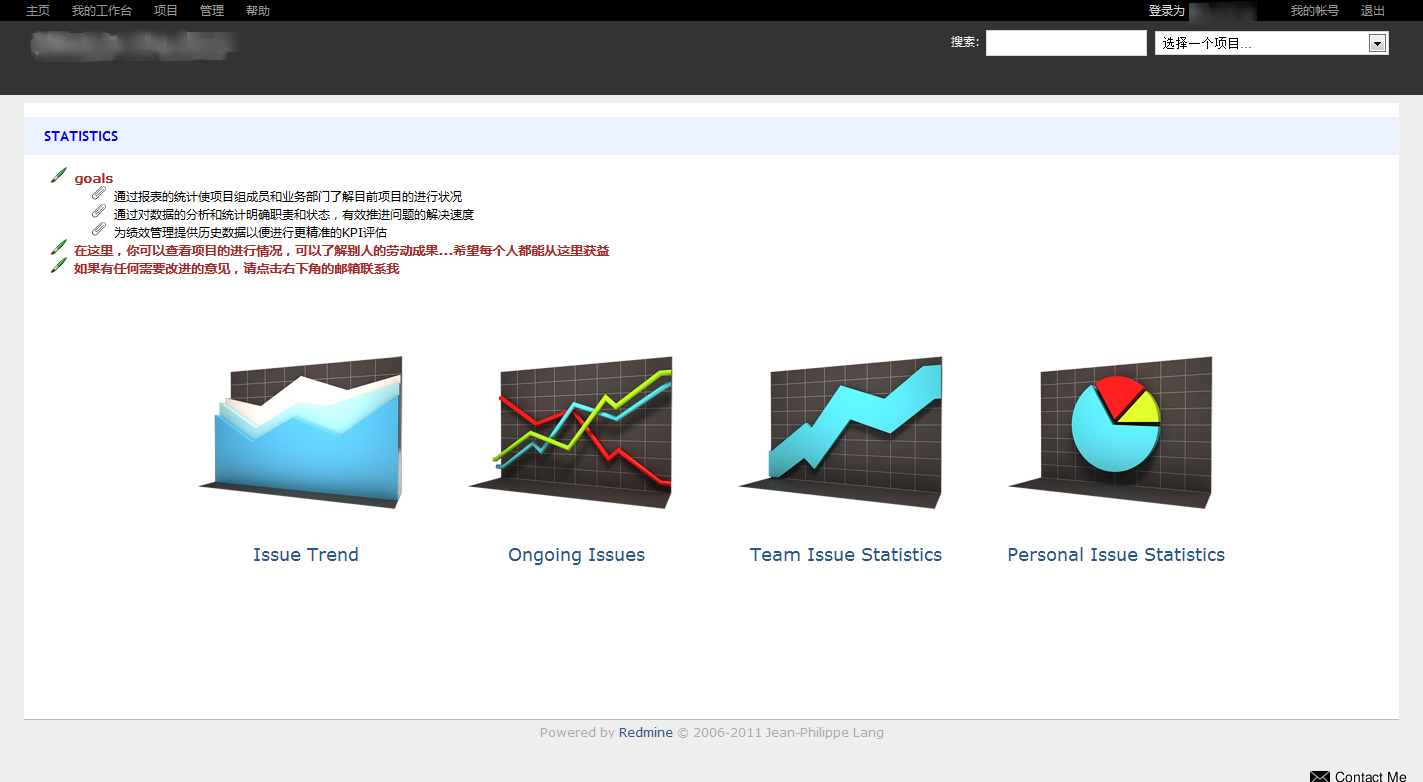 主页 我的工作台 项目 管理 帮助 登录为 我的帐号 退出
搜索: 选择一个项目...
STATISTICS
goals
通过报表的统计使项目组成员和业务部门了解目前项目的进行状况
通过对数据的分析和统计明确职责和状态，有效推进问题的解决速度
为绩效管理提供历史数据以便进行更精准的KPI评估
在这里，你可以查看项目的进行情况，可以了解别人的劳动成果...希望每个人都能从这里获益
如果有任何需要改进的意见，请点击右下角的邮箱联系我
Issue Trend Ongoing Issues Team Issue Statistics Personal Issue Statistics
Powered by Redmine © 2006-2011 Jean-Philippe Lang
Contact Me